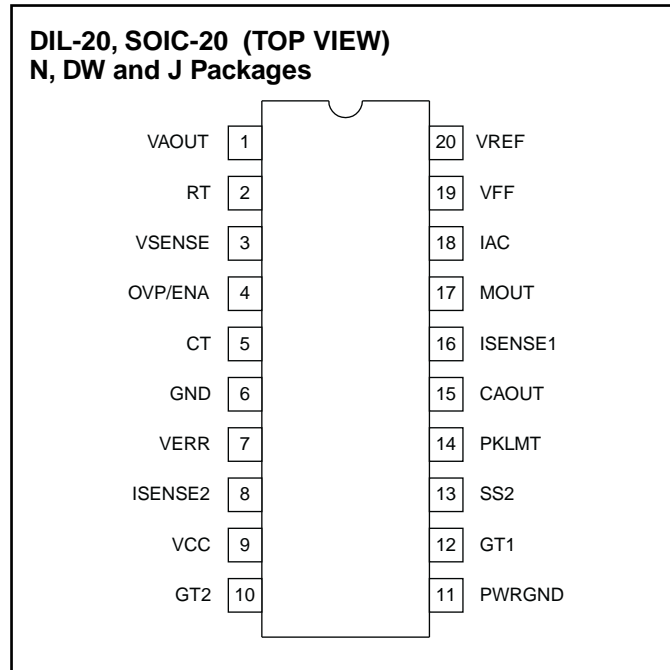 DIL-20, SOIC-20 (TOP VIEW)
N, DW and J Packages
VAOUT 1 20 VREF
RT 2 19 VFF
VSENSE 3 18 IAC
OVP/ENA 4 17 MOUT
CT 5 16 ISENSE1
GND 6 15 CAOUT
VERR 7 14 PKLMT
ISENSE2 8 13 SS2
VCC 9 12 GT1
GT2 10 11 PWRGND